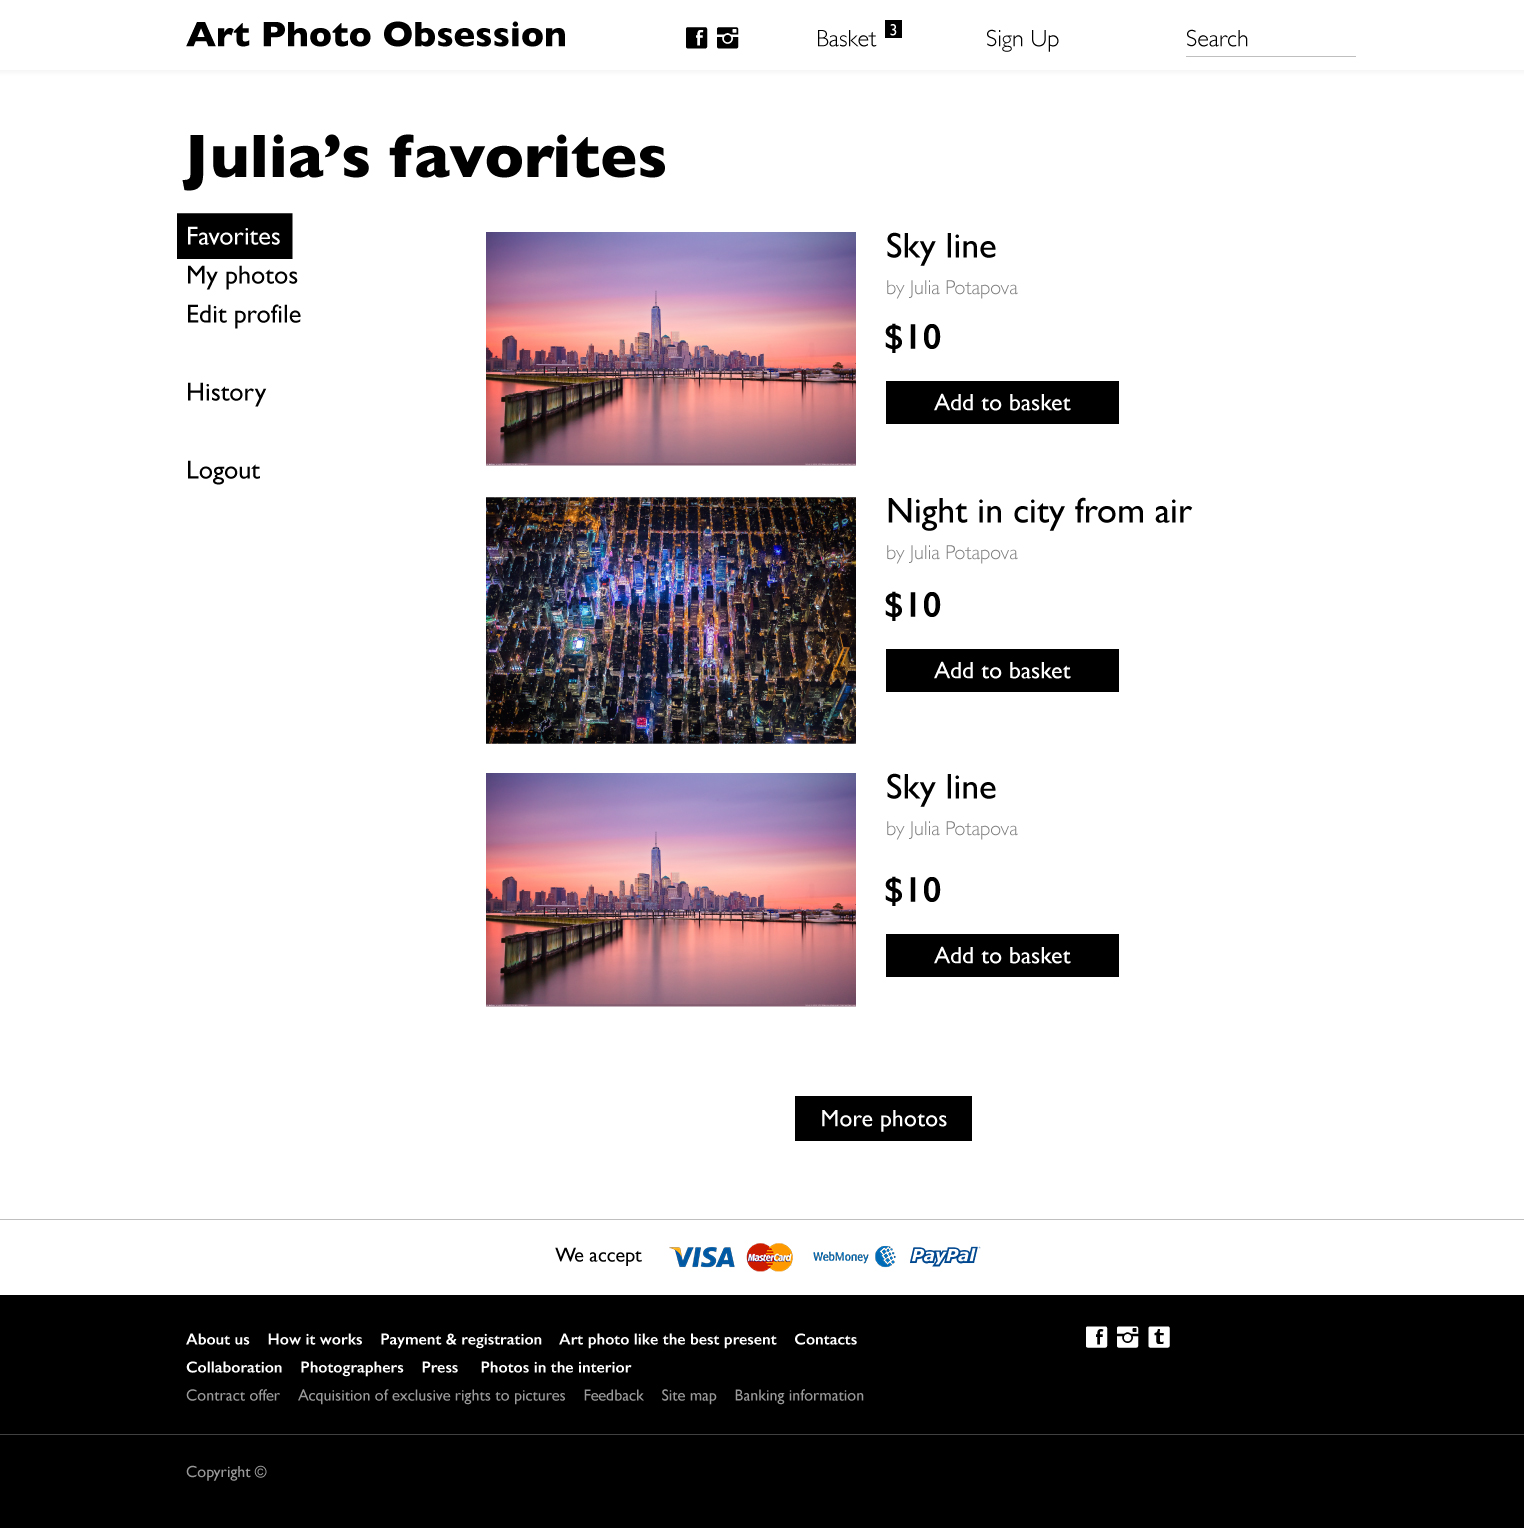 Art Photo Obsession
Basket 3
Sign Up
Search
Julia’s favorites
Favorites
My photos
Edit profile
History
Logout
Sky line
by Julia Potapova
$10
Add to basket
Night in city from air
by Julia Potapova
$10
Add to basket
Sky line
by Julia Potapova
$10
Add to basket
More photos
We accept VISA MasterCard WebMoney PayPal
About us How it works Payment & registration Art photo like the best present Contacts
Collaboration Photographers Press Photos in the interior
Contract offer Acquisition of exclusive rights to pictures Feedback Site map Banking information
Copyright ©